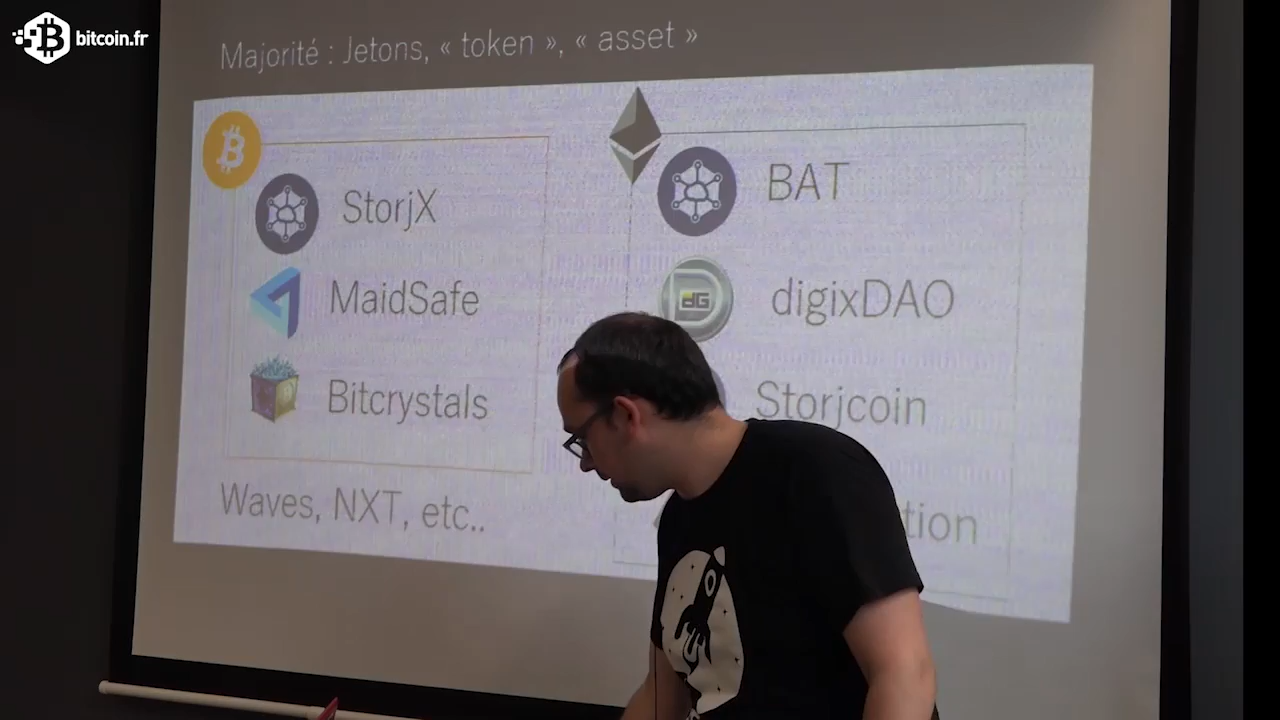 bitcoin.fr
Majorité : Jetons, « token », « asset »
StorjX
MaidSafe
Bitcrystals
Waves, NXT, etc..
BAT
dG
digixDAO
Storjcoin